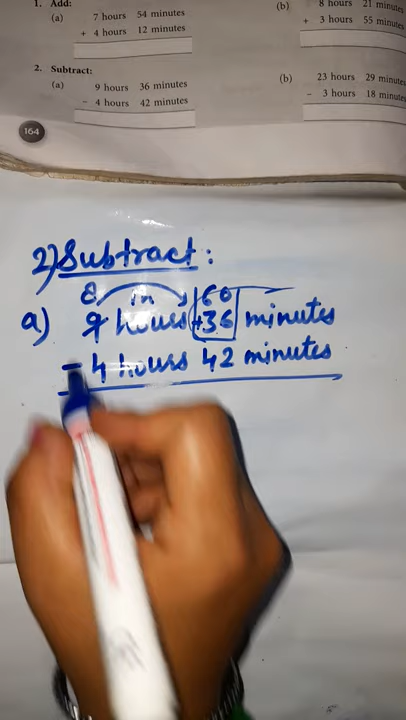 1. Add:
(a) 7 hours 54 minutes
+ 4 hours 12 minutes
(b) 8 hours 21 minutes
+ 3 hours 55 minutes
2. Subtract:
(a) 9 hours 36 minutes
− 4 hours 42 minutes
(b) 23 hours 29 minutes
− 3 hours 18 minutes
164
2) Subtract:
8 1h 60
a) 9 hours +36 minutes
- 4 hours 42 minutes